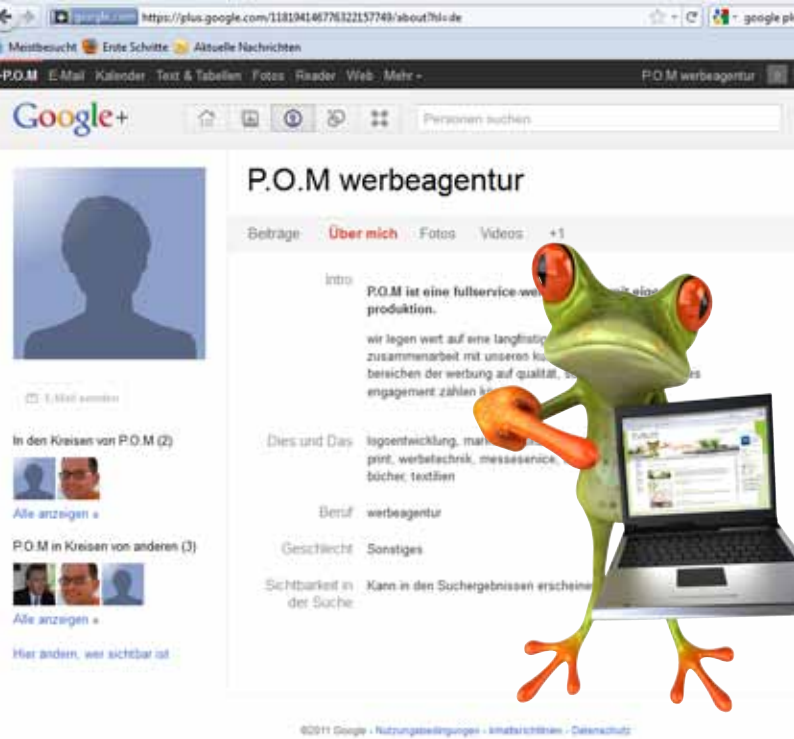 google.com https://plus.google.com/118194146776322157749/about?hl=de
google pl
Meistbesucht Erste Schritte Aktuelle Nachrichten
P.O.M E-Mail Kalender Text & Tabellen Fotos Reader Web Mehr
P.O.M werbeagentur
Google+
Personen suchen
P.O.M werbeagentur
Beiträge Über mich Fotos Videos +1
Intro
P.O.M ist eine fullservice-
produktion.
wir legen wert auf eine langfristig
zusammenarbeit mit unseren
bereichen der werbung auf qualität,
engagement zählen
Dies und Das logoentwicklung,
print, werbetechnik, messeservice,
bücher, textilien
Beruf werbeagentur
Geschlecht Sonstiges
Sichtbarkeit in Kann in den Suchergebnissen erscheine
der Suche
E-Mail senden
In den Kreisen von P.O.M (2)
Alle anzeigen »
P.O.M in Kreisen von anderen (3)
Alle anzeigen »
Hier ändern, wer sichtbar ist
©2011 Google - Nutzungsbedingungen - Inhaltsrichtlinien - Datenschutz